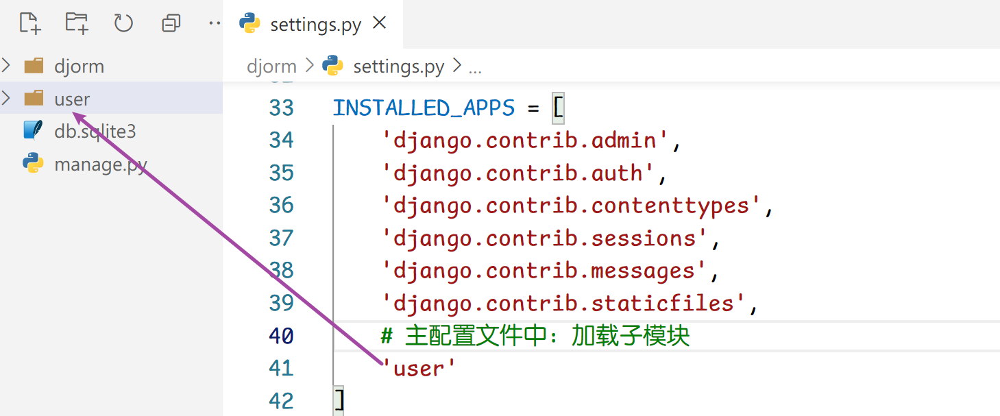 settings.py
djorm
user
db.sqlite3
manage.py
djorm > settings.py > ...
33 INSTALLED_APPS = [
34 'django.contrib.admin',
35 'django.contrib.auth',
36 'django.contrib.contenttypes',
37 'django.contrib.sessions',
38 'django.contrib.messages',
39 'django.contrib.staticfiles',
40 # 主配置文件中：加载子模块
41 'user'
42 ]